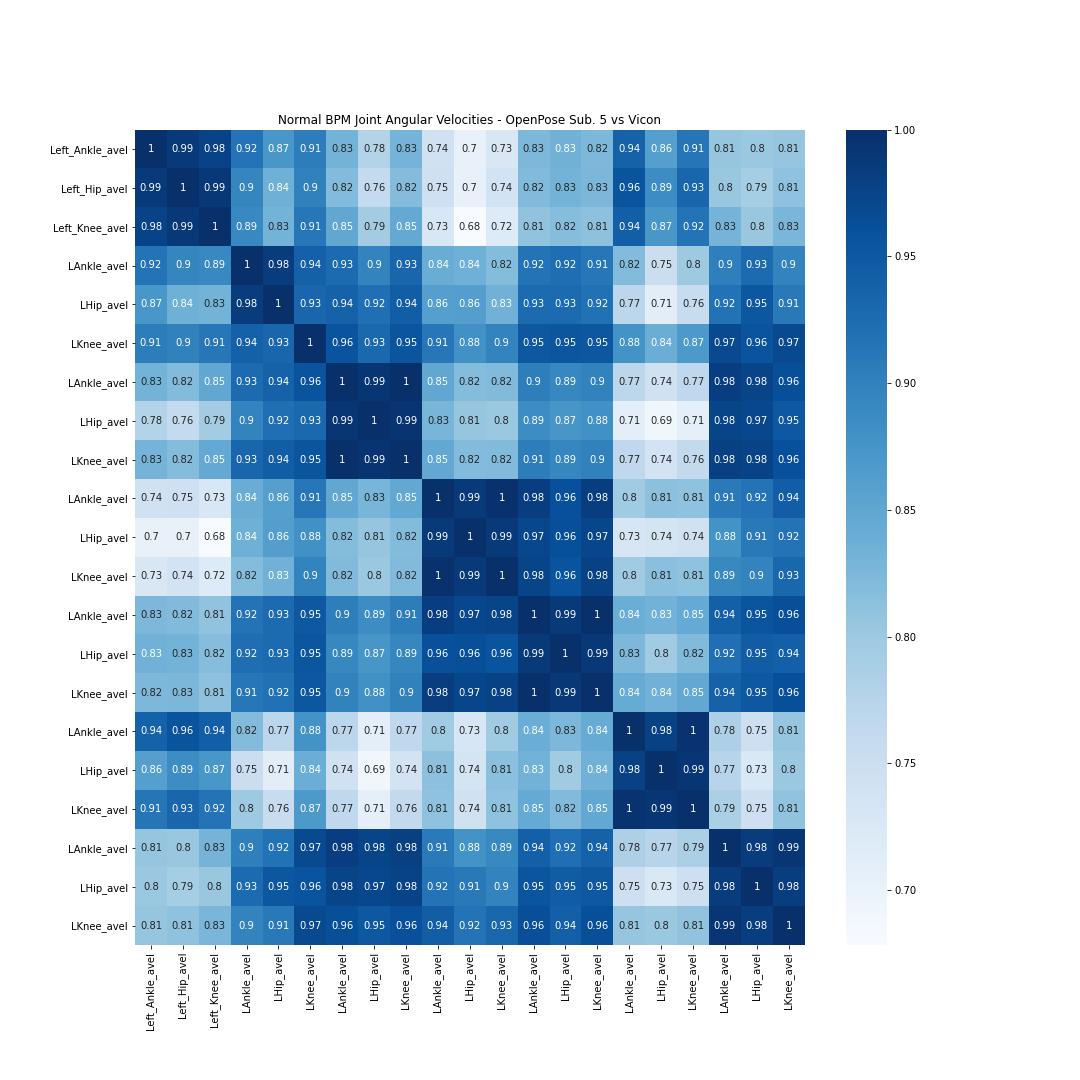 Normal BPM Joint Angular Velocities - OpenPose Sub. 5 vs Vicon
Left_Ankle_avel 1 0.99 0.98 0.92 0.87 0.91 0.83 0.78 0.83 0.74 0.7 0.73 0.83 0.83 0.82 0.94 0.86 0.91 0.81 0.8 0.81
Left_Hip_avel 0.99 1 0.99 0.9 0.84 0.9 0.82 0.76 0.82 0.75 0.7 0.74 0.82 0.83 0.83 0.96 0.89 0.93 0.8 0.79 0.81
Left_Knee_avel 0.98 0.99 1 0.89 0.83 0.91 0.85 0.79 0.85 0.73 0.68 0.72 0.81 0.82 0.81 0.94 0.87 0.92 0.83 0.8 0.83
LAnkle_avel 0.92 0.9 0.89 1 0.98 0.94 0.93 0.9 0.93 0.84 0.84 0.82 0.92 0.92 0.91 0.82 0.75 0.8 0.9 0.93 0.9
LHip_avel 0.87 0.84 0.83 0.98 1 0.93 0.94 0.92 0.94 0.86 0.86 0.83 0.93 0.93 0.92 0.77 0.71 0.76 0.92 0.95 0.91
LKnee_avel 0.91 0.9 0.91 0.94 0.93 1 0.96 0.93 0.95 0.91 0.88 0.9 0.95 0.95 0.95 0.88 0.84 0.87 0.97 0.96 0.97
LAnkle_avel 0.83 0.82 0.85 0.93 0.94 0.96 1 0.99 1 0.85 0.82 0.82 0.9 0.89 0.9 0.77 0.74 0.77 0.98 0.98 0.96
LHip_avel 0.78 0.76 0.79 0.9 0.92 0.93 0.99 1 0.99 0.83 0.81 0.8 0.89 0.87 0.88 0.71 0.69 0.71 0.98 0.97 0.95
LKnee_avel 0.83 0.82 0.85 0.93 0.94 0.95 1 0.99 1 0.85 0.82 0.82 0.91 0.89 0.9 0.77 0.74 0.76 0.98 0.98 0.96
LAnkle_avel 0.74 0.75 0.73 0.84 0.86 0.91 0.85 0.83 0.85 1 0.99 1 0.98 0.96 0.98 0.8 0.81 0.81 0.91 0.92 0.94
LHip_avel 0.7 0.7 0.68 0.84 0.86 0.88 0.82 0.81 0.82 0.99 1 0.99 0.97 0.96 0.97 0.73 0.74 0.74 0.88 0.91 0.92
LKnee_avel 0.73 0.74 0.72 0.82 0.83 0.9 0.82 0.8 0.82 1 0.99 1 0.98 0.96 0.98 0.8 0.81 0.81 0.89 0.9 0.93
LAnkle_avel 0.83 0.82 0.81 0.92 0.93 0.95 0.9 0.89 0.91 0.98 0.97 0.98 1 0.99 1 0.84 0.83 0.85 0.94 0.95 0.96
LHip_avel 0.83 0.83 0.82 0.92 0.93 0.95 0.89 0.87 0.89 0.96 0.96 0.96 0.99 1 0.99 0.83 0.8 0.82 0.92 0.95 0.94
LKnee_avel 0.82 0.83 0.81 0.91 0.92 0.95 0.9 0.88 0.9 0.98 0.97 0.98 1 0.99 1 0.84 0.84 0.85 0.94 0.95 0.96
LAnkle_avel 0.94 0.96 0.94 0.82 0.77 0.88 0.77 0.71 0.77 0.8 0.73 0.8 0.84 0.83 0.84 1 0.98 1 0.78 0.75 0.81
LHip_avel 0.86 0.89 0.87 0.75 0.71 0.84 0.74 0.69 0.74 0.81 0.74 0.81 0.83 0.8 0.84 0.98 1 0.99 0.77 0.73 0.8
LKnee_avel 0.91 0.93 0.92 0.8 0.76 0.87 0.77 0.71 0.76 0.81 0.74 0.81 0.85 0.82 0.85 1 0.99 1 0.79 0.75 0.81
LAnkle_avel 0.81 0.8 0.83 0.9 0.92 0.97 0.98 0.98 0.98 0.91 0.88 0.89 0.94 0.92 0.94 0.78 0.77 0.79 1 0.98 0.99
LHip_avel 0.8 0.79 0.8 0.93 0.95 0.96 0.98 0.97 0.98 0.92 0.91 0.9 0.95 0.95 0.95 0.75 0.73 0.75 0.98 1 0.98
LKnee_avel 0.81 0.81 0.83 0.9 0.91 0.97 0.96 0.95 0.96 0.94 0.92 0.93 0.96 0.94 0.96 0.81 0.8 0.81 0.99 0.98 1
Left_Ankle_avel
Left_Hip_avel
Left_Knee_avel
LAnkle_avel
LHip_avel
LKnee_avel
LAnkle_avel
LHip_avel
LKnee_avel
LAnkle_avel
LHip_avel
LKnee_avel
LAnkle_avel
LHip_avel
LKnee_avel
LAnkle_avel
LHip_avel
LKnee_avel
LAnkle_avel
LHip_avel
LKnee_avel
1.00
0.95
0.90
0.85
0.80
0.75
0.70